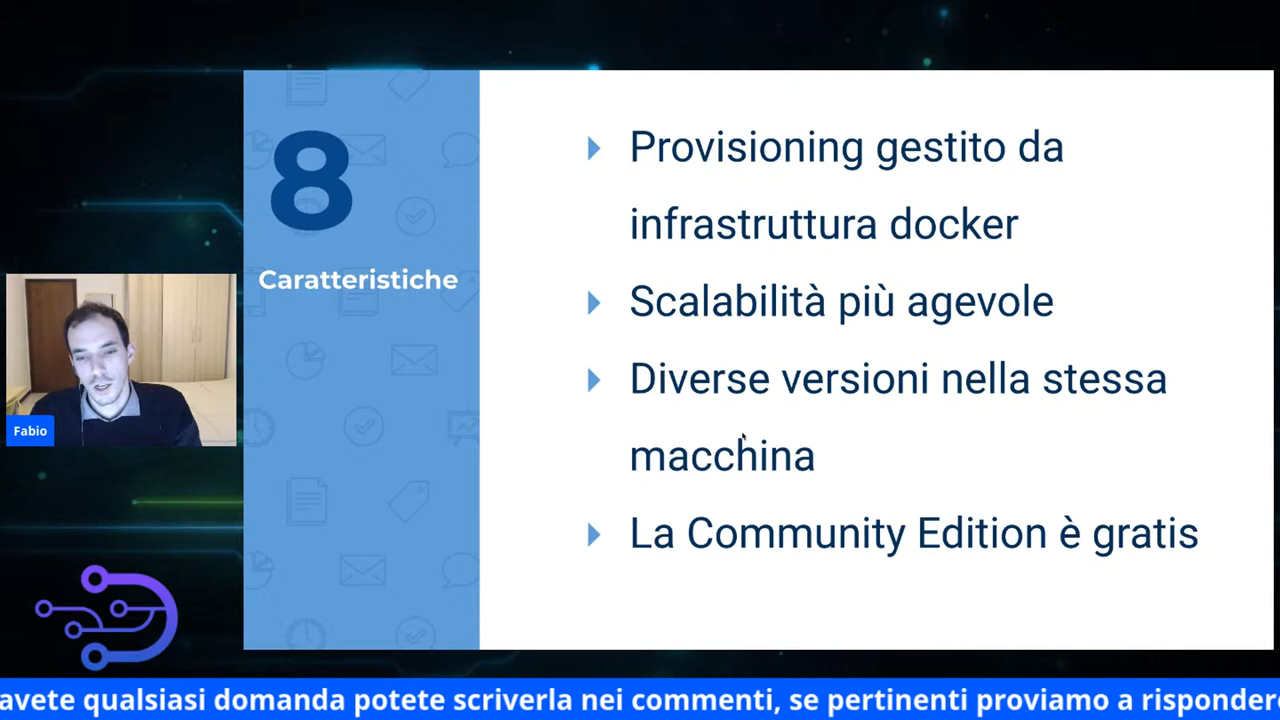 8
Caratteristiche
Provisioning gestito da
infrastruttura docker
Scalabilità più agevole
Diverse versioni nella stessa
macchina
La Community Edition è gratis
Fabio
avete qualsiasi domanda potete scriverla nei commenti, se pertinenti proviamo a rispondere